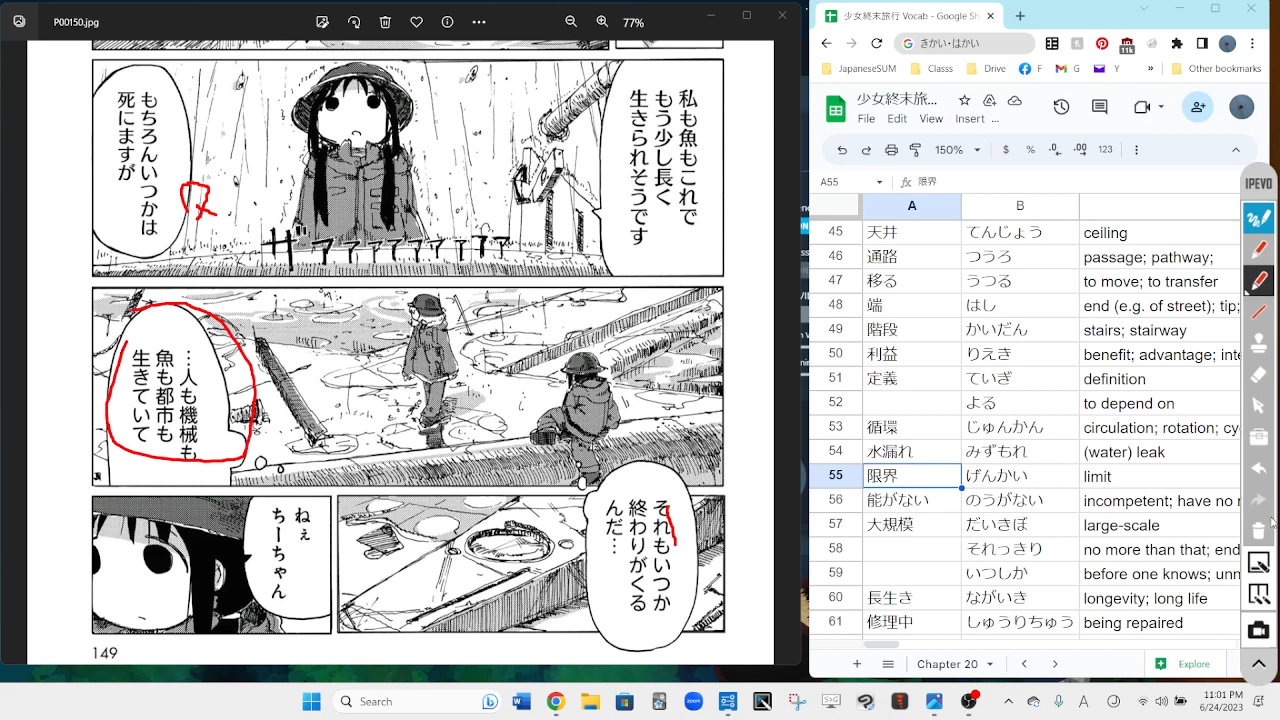 P00150.jpg
77%
私も魚もこれで
もう少し長く
生きられそうです
もちろんいつかは
死にますが
サァァァァァァァァ
…人も機械も
魚も都市も
生きていて
それもいつか
終わりがくる
んだ…
ねぇ
ちーちゃん
149
少女終末旅行 Vocab - Google Sh
きかい・はかい
11k
JapaneseSUM
Classs
Drive
F
G
Y
»
Other bookmarks
少女終末旅...
File Edit View Insert ...
150%
$ % .0 .00 123
A55
fx 限界
A B
45 天井 てんじょう ceiling
46 通路 つうろ passage; pathway;
47 移る うつる to move; to transfer
48 端 はし end (e.g. of street); tip
49 階段 かいだん stairs; stairway
50 利益 りえき benefit; advantage; int
51 定義 ていぎ definition
52 よる to depend on
53 循環 じゅんかん circulation; rotation; cy
54 水漏れ みずもれ (water) leak
55 限界 げんかい limit
56 能がない のうがない incompetent; have no r
57 大規模 だいきぼ large-scale
58 それっきり no more than that; end
59 いつしか before one knows; unn
60 長生き ながいき longevity; long life
61 修理中 しゅうりちゅう being repaired
Chapter 20
Explore
IPEVO
Search
zoom
A
11:01 PM
6/24/2023